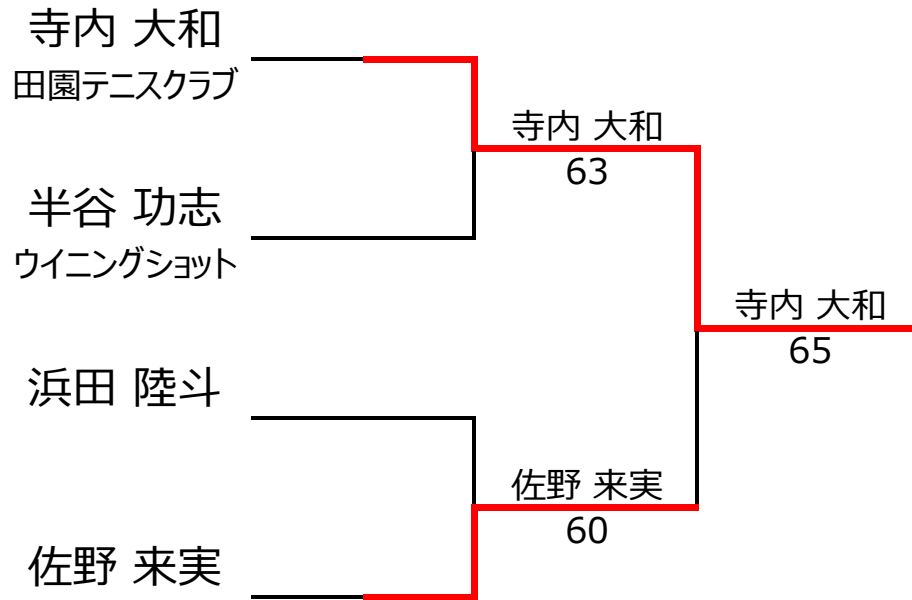 寺内 大和
田園テニスクラブ
寺内 大和
63
半谷 功志
ウイニングショット
寺内 大和
65
浜田 陸斗
佐野 来実
60
佐野 来実